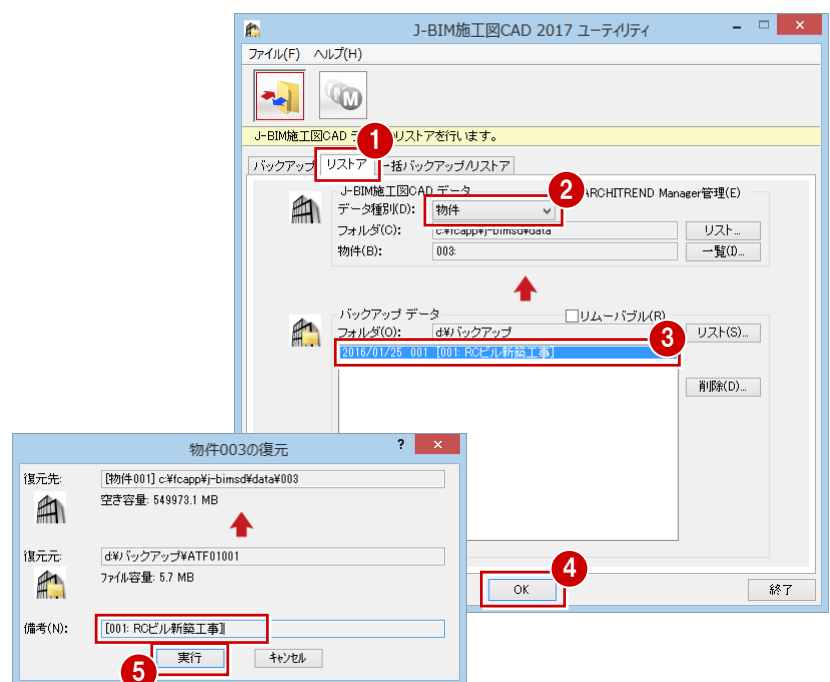 J-BIM施工図CAD 2017 ユーティリティ
ファイル(F) ヘルプ(H)
J-BIM施工図CAD デ のリストアを行います。
1
バックアップ リストア 一括バックアップ/リストア
J-BIM施工図CAD データ 2 ARCHITREND Manager管理(E)
データ種別(D): 物件
フォルダ(C): c:¥fcapp¥j-bimsd¥data リスト...
物件(B): 003: 一覧(I)...
バックアップ データ リムーバブル(R)
フォルダ(O): d:¥バックアップ 3 リスト(S)...
2016/01/25 001 [001: RCビル新築工事]
削除(D)...
4
OK 終了
物件003の復元 ?
復元先: [物件001] c:¥fcapp¥j-bimsd¥data¥003
空き容量: 549973.1 MB
復元元: d:¥バックアップ¥ATF01001
ファイル容量: 5.7 MB
備考(N): [001: RCビル新築工事]
5 実行 キャンセル